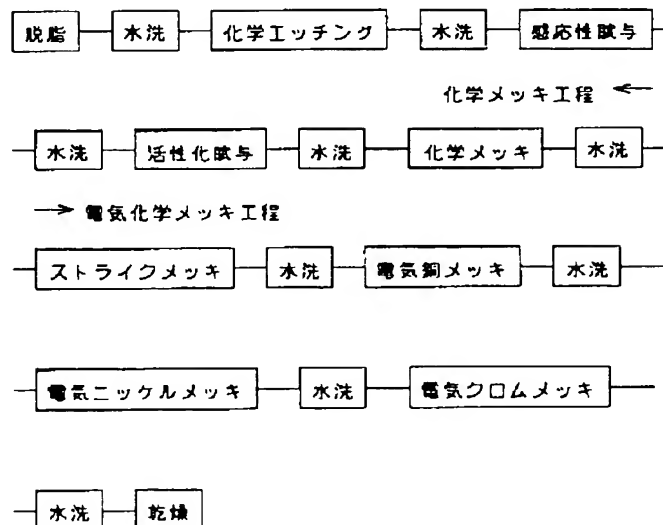 脱脂 水洗 化学エッチング 水洗 感応性賦与
化学メッキ工程 ←
水洗 活性化賦与 水洗 化学メッキ 水洗
→ 電気化学メッキ工程
ストライクメッキ 水洗 電気銅メッキ 水洗
電気ニッケルメッキ 水洗 電気クロムメッキ
水洗 乾燥